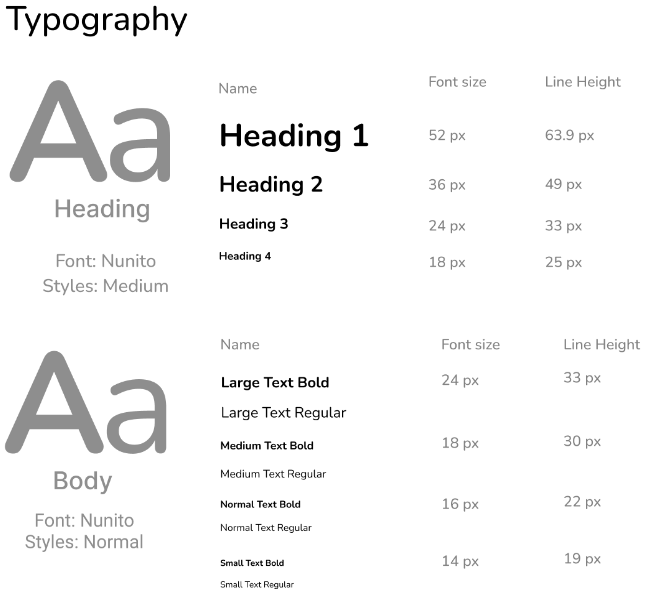 Typography
Aa
Heading
Font: Nunito
Styles: Medium
Name Font size Line Height
Heading 1 52 px 63.9 px
Heading 2 36 px 49 px
Heading 3 24 px 33 px
Heading 4 18 px 25 px
Aa
Body
Font: Nunito
Styles: Normal
Name Font size Line Height
Large Text Bold 24 px 33 px
Large Text Regular
Medium Text Bold 18 px 30 px
Medium Text Regular
Normal Text Bold 16 px 22 px
Normal Text Regular
Small Text Bold 14 px 19 px
Small Text Regular